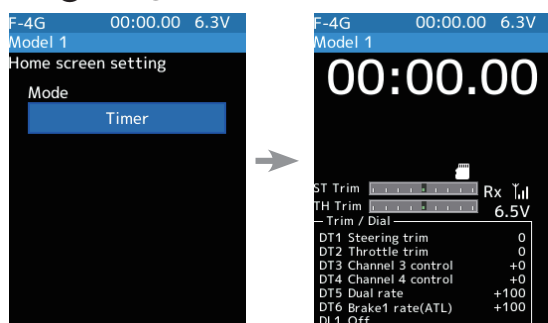 F-4G 00:00.00 6.3V
Model 1
Home screen setting
Mode
Timer
F-4G 00:00.00 6.3V
Model 1
00:00.00
ST Trim Rx
TH Trim 6.5V
Trim / Dial
DT1 Steering trim 0
DT2 Throttle trim 0
DT3 Channel 3 control +0
DT4 Channel 4 control +0
DT5 Dual rate +100
DT6 Brake1 rate(ATL) +100
DL1 Off